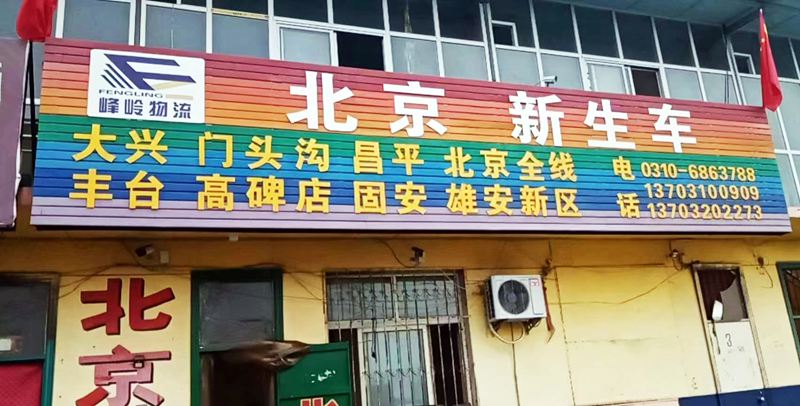 FENGLING
峰岭物流
北京 新生车
大兴 门头沟 昌平 北京全线 电 0310-6863788
13703100909
丰台 高碑店 固安 雄安新区 话 13703202273
北京
3